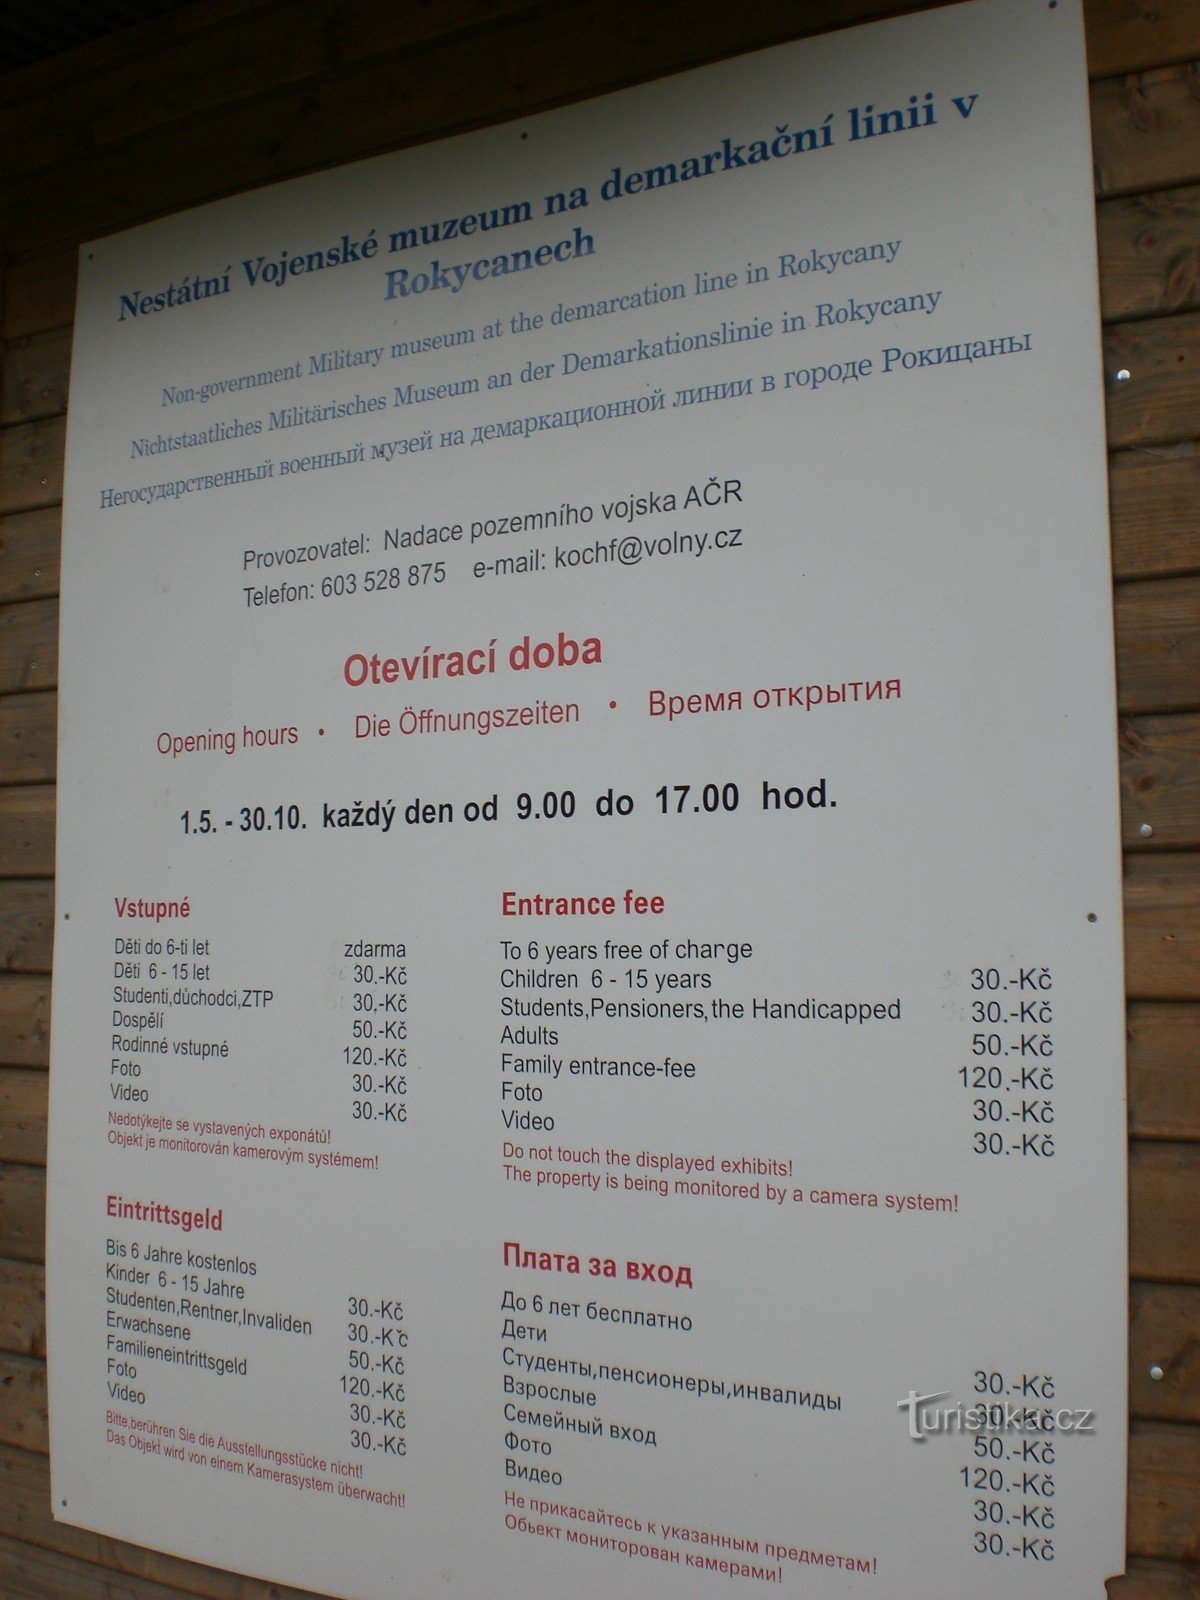 Nestátní Vojenské muzeum na demarkační linii v
Rokycanech
Non-government Military museum at the demarcation line in Rokycany
Nichtstaatliches Militärisches Museum an der Demarkationslinie in Rokycany
Негосударственный военный музей на демаркационной линии в городе Рокицаны
Provozovatel: Nadace pozemního vojska AČR
Telefon: 603 528 875 e-mail: kochf@volny.cz
Otevírací doba
Opening hours • Die Öffnungszeiten • Время открытия
1.5. - 30.10. každý den od 9.00 do 17.00 hod.
Vstupné
Děti do 6-ti let zdarma
Děti 6 - 15 let 30.-Kč
Studenti,důchodci,ZTP 30.-Kč
Dospělí 50.-Kč
Rodinné vstupné 120.-Kč
Foto 30.-Kč
Video 30.-Kč
Nedotýkejte se vystavených exponátů!
Objekt je monitorován kamerovým systémem!
Entrance fee
To 6 years free of charge
Children 6 - 15 years 30.-Kč
Students,Pensioners,the Handicapped 30.-Kč
Adults 50.-Kč
Family entrance-fee 120.-Kč
Foto 30.-Kč
Video 30.-Kč
Do not touch the displayed exhibits!
The property is being monitored by a camera system!
Eintrittsgeld
Bis 6 Jahre kostenlos
Kinder 6 - 15 Jahre 30.-Kč
Studenten,Rentner,Invaliden 30.-Kč
Erwachsene 50.-Kč
Familieneintrittsgeld 120.-Kč
Foto 30.-Kč
Video 30.-Kč
Bitte,berühren Sie die Ausstellungsstücke nicht!
Das Objekt wird von einem Kamerasystem überwacht!
Плата за вход
До 6 лет бесплатно
Дети 30.-Kč
Студенты,пенсионеры,инвалиды 30.-Kč
Взрослые 50.-Kč
Семейный вход 120.-Kč
Фото 30.-Kč
Видео 30.-Kč
Не прикасайтесь к указанным предметам!
Обьект мониторован камерами!
Turistika.cz